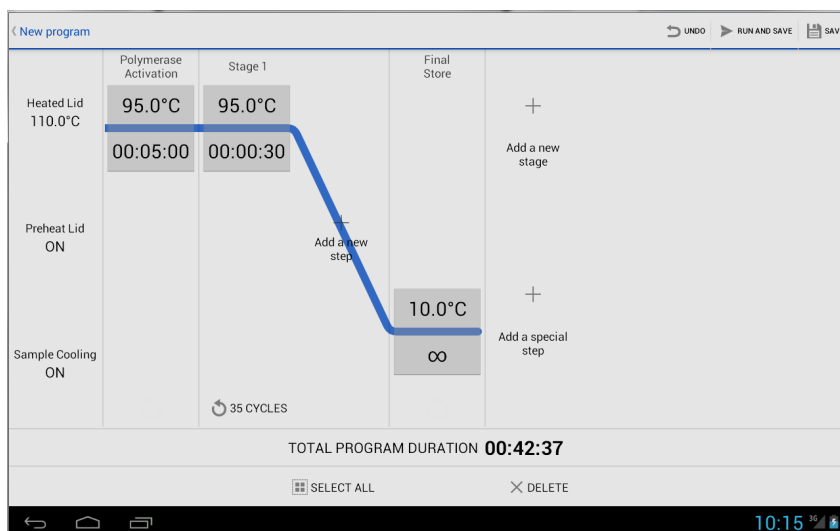 New program
UNDO
RUN AND SAVE
SAV
Polymerase
Activation
Stage 1
Final
Store
Heated Lid
110.0°C
95.0°C
95.0°C
00:05:00
00:00:30
Add a new
stage
Preheat Lid
ON
Add a new
step
10.0°C
∞
Add a special
step
Sample Cooling
ON
35 CYCLES
TOTAL PROGRAM DURATION 00:42:37
SELECT ALL
DELETE
10:15 3G